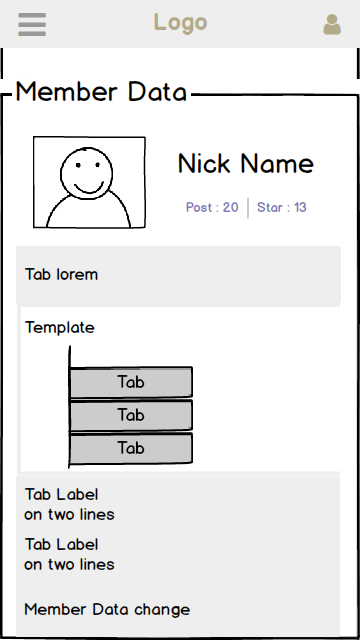 Logo
Member Data
Nick Name
Post : 20 | Star : 13
Tab lorem
Template
Tab
Tab
Tab
Tab Label
on two lines
Tab Label
on two lines
Member Data change